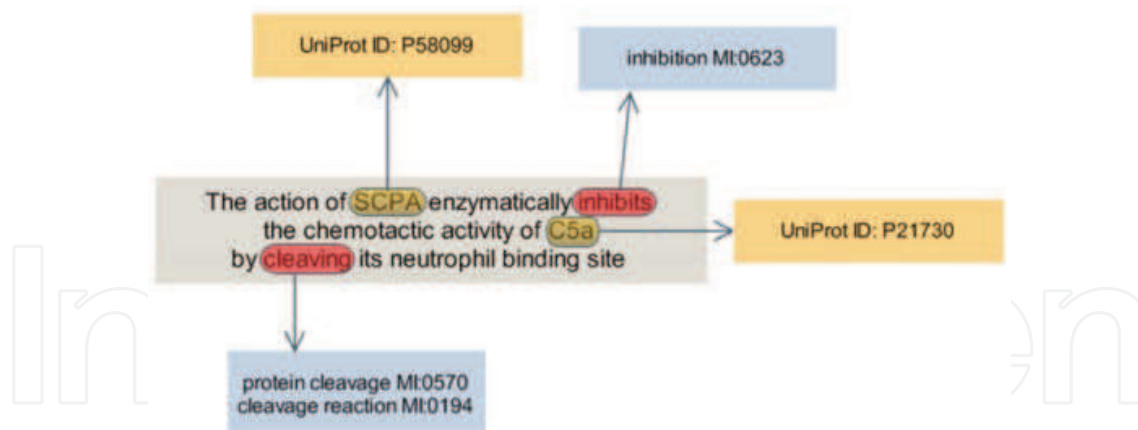 UniProt ID: P58099
inhibition MI:0623
The action of SCPA enzymatically inhibits
the chemotactic activity of C5a
by cleaving its neutrophil binding site
UniProt ID: P21730
protein cleavage MI:0570
cleavage reaction MI:0194